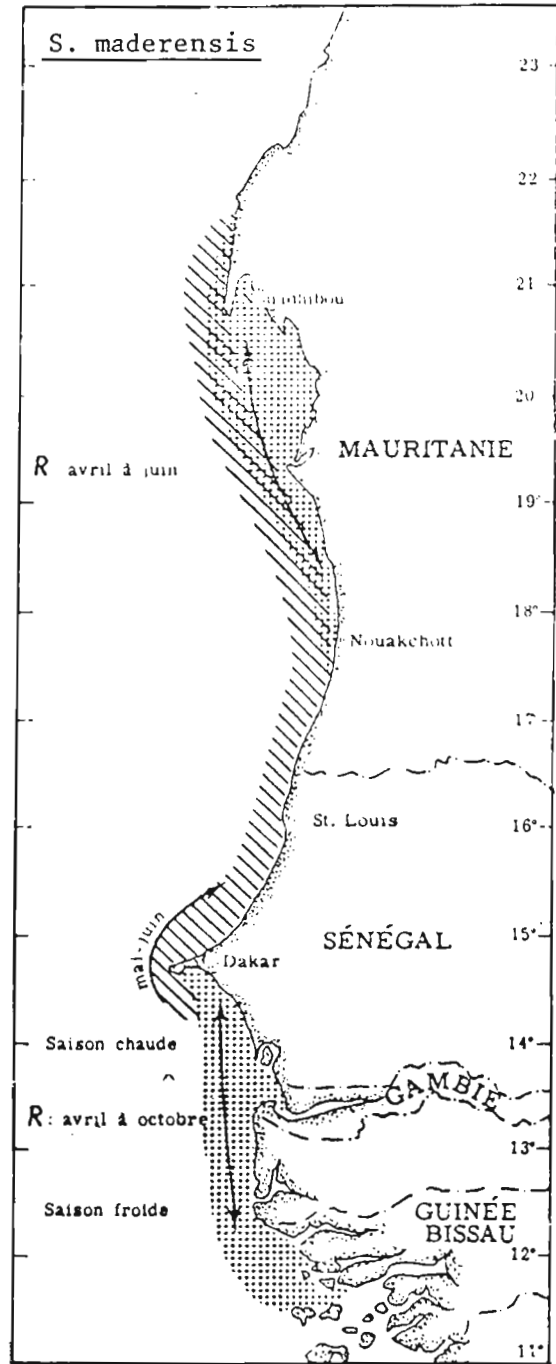 S. maderensis
23
22
21
Nouadhibou
20
MAURITANIE
R avril à juin
19°
18°
Nouakchott
17°
St. Louis
16°
mai-juin
SÉNÉGAL
15°
Dakar
Saison chaude
14°
GAMBIE
R: avril à octobre
13°
Saison froide
GUINÉE
BISSAU
12°
11°